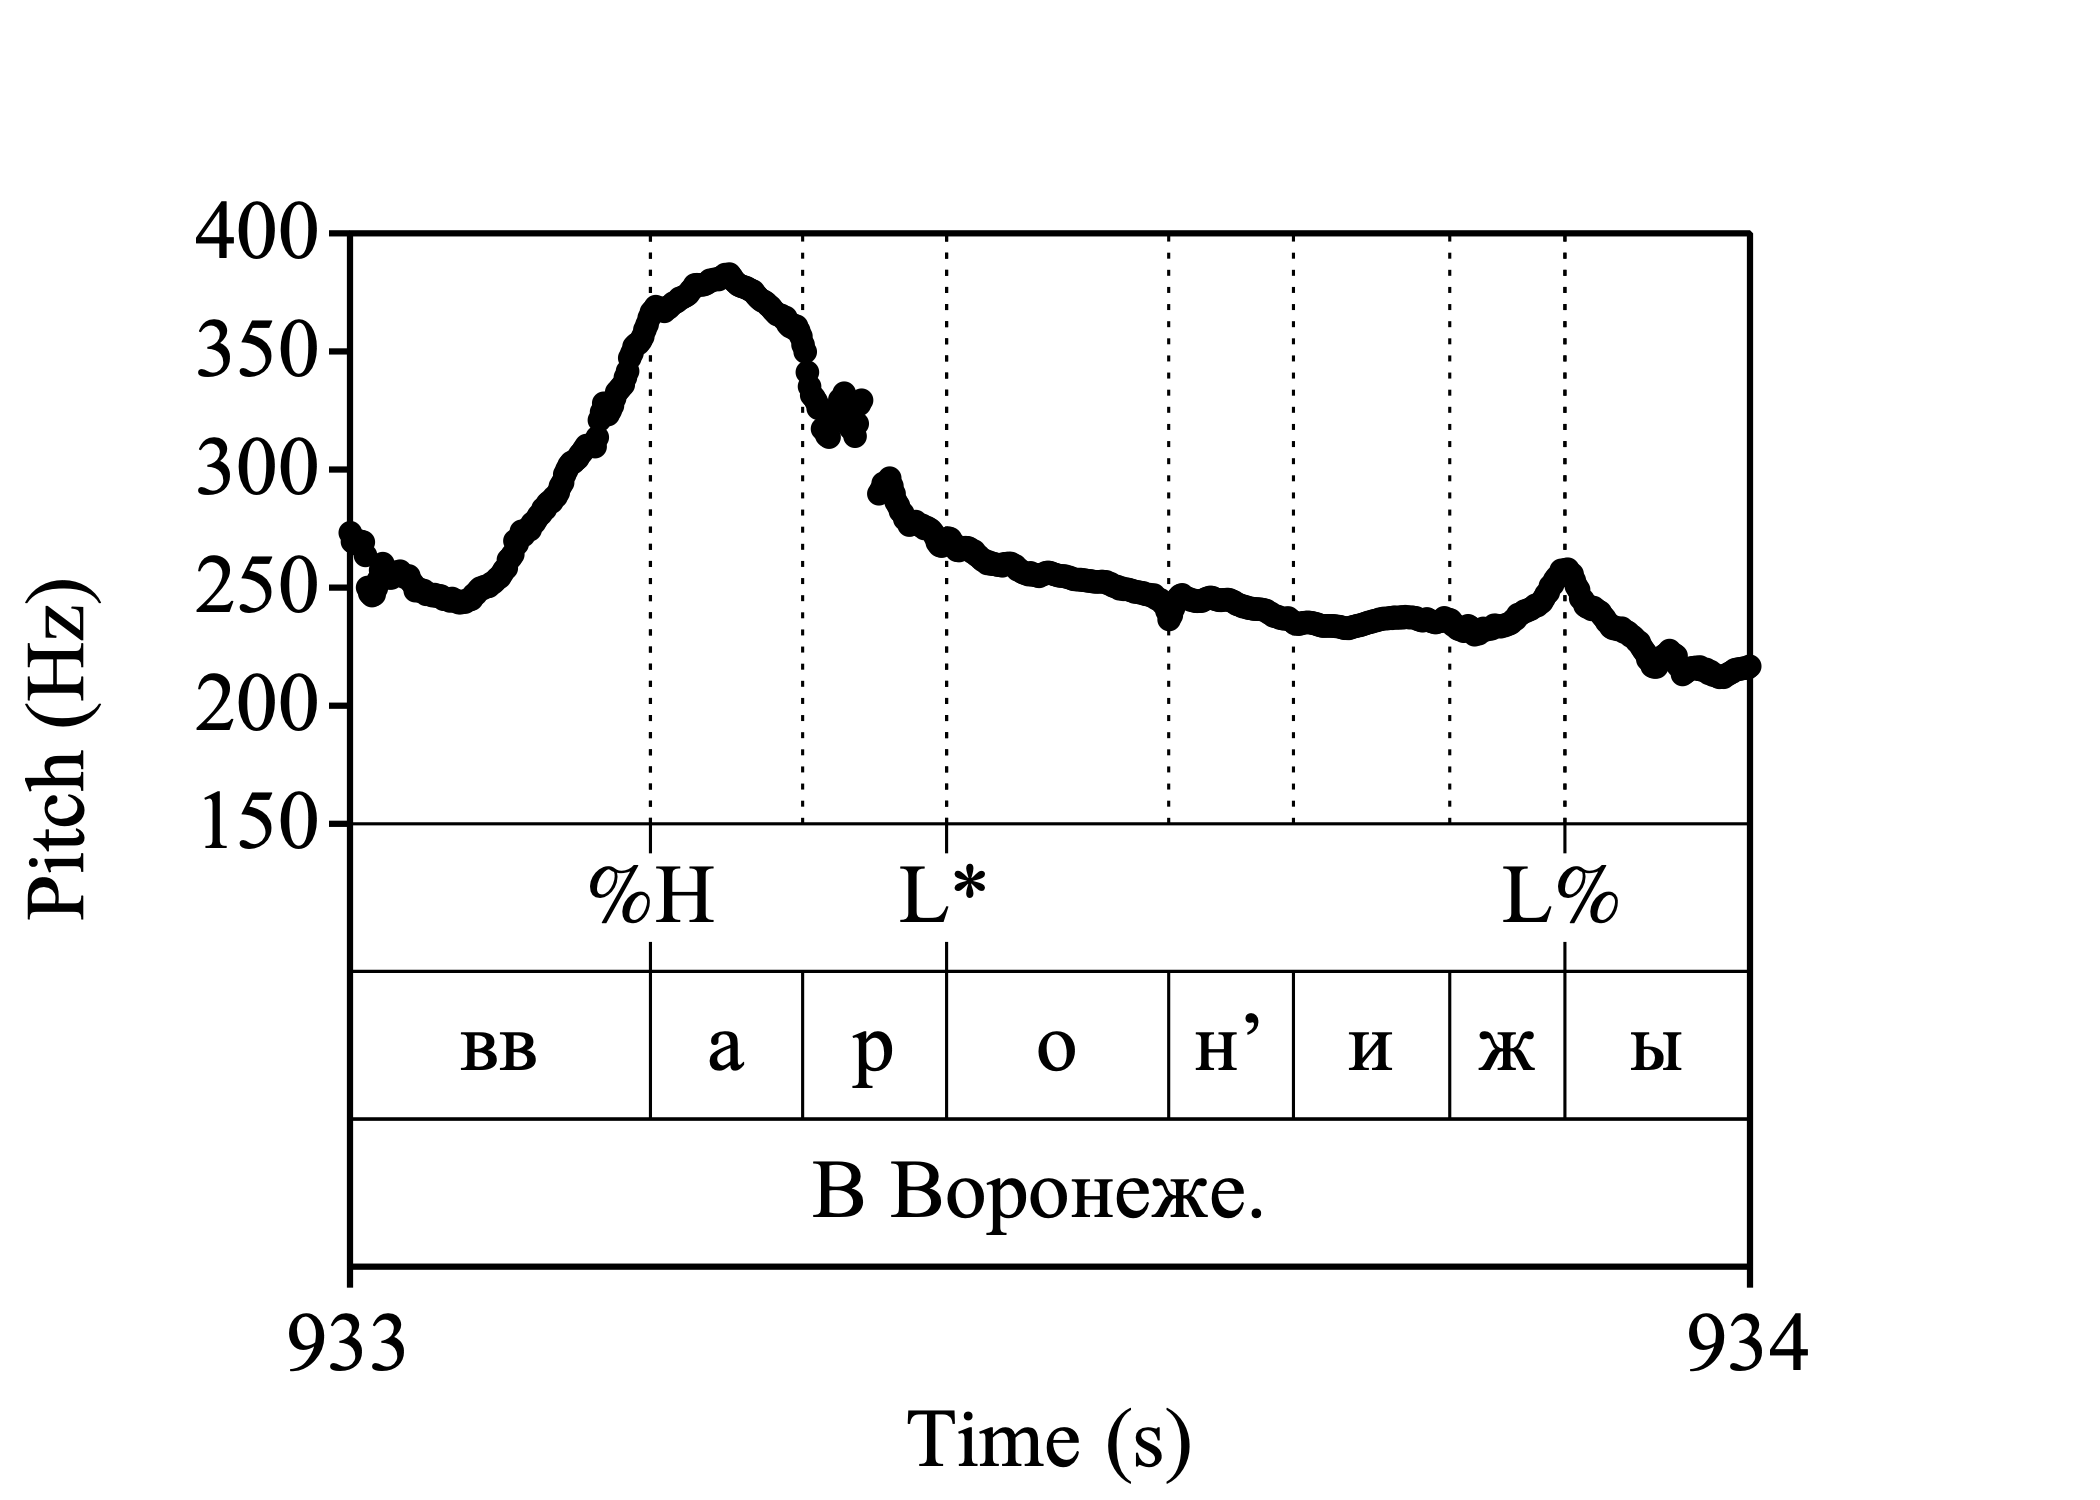 400
350
300
250
200
150
Pitch (Hz)
%H L* L%
вв а р о н’ и ж ы
В Воронеже.
933 934
Time (s)